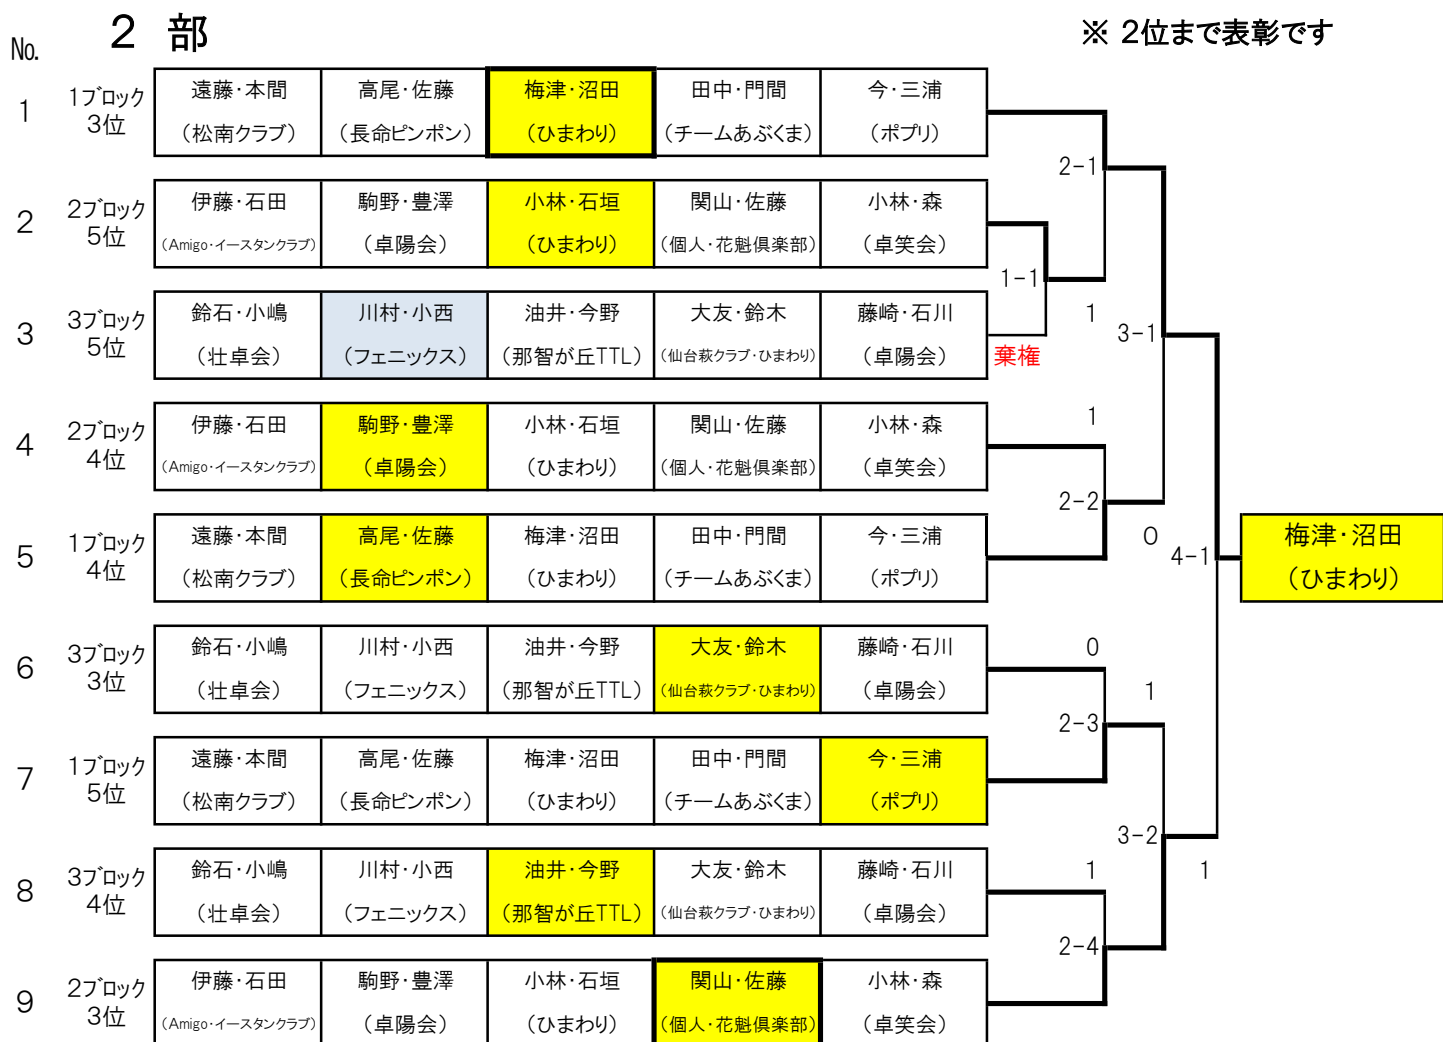 2 部
※ 2位まで表彰です
No.
1 1ブロック 3位
遠藤・本間 高尾・佐藤 梅津・沼田 田中・門間 今・三浦
(松南クラブ) (長命ピンポン) (ひまわり) (チームあぶくま) (ポプリ)
2-1
2 2ブロック 5位
伊藤・石田 駒野・豊澤 小林・石垣 関山・佐藤 小林・森
(Amigo・イースタンクラブ) (卓陽会) (ひまわり) (個人・花魁倶楽部) (卓笑会)
1-1
1
3 3ブロック 5位
鈴石・小嶋 川村・小西 油井・今野 大友・鈴木 藤崎・石川
(壮卓会) (フェニックス) (那智が丘TTL) (仙台萩クラブ・ひまわり) (卓陽会)
棄権
3-1
4 2ブロック 4位
伊藤・石田 駒野・豊澤 小林・石垣 関山・佐藤 小林・森
(Amigo・イースタンクラブ) (卓陽会) (ひまわり) (個人・花魁倶楽部) (卓笑会)
1
2-2
5 1ブロック 4位
遠藤・本間 高尾・佐藤 梅津・沼田 田中・門間 今・三浦
(松南クラブ) (長命ピンポン) (ひまわり) (チームあぶくま) (ポプリ)
0
4-1
梅津・沼田
(ひまわり)
6 3ブロック 3位
鈴石・小嶋 川村・小西 油井・今野 大友・鈴木 藤崎・石川
(壮卓会) (フェニックス) (那智が丘TTL) (仙台萩クラブ・ひまわり) (卓陽会)
0
1
2-3
7 1ブロック 5位
遠藤・本間 高尾・佐藤 梅津・沼田 田中・門間 今・三浦
(松南クラブ) (長命ピンポン) (ひまわり) (チームあぶくま) (ポプリ)
3-2
8 3ブロック 4位
鈴石・小嶋 川村・小西 油井・今野 大友・鈴木 藤崎・石川
(壮卓会) (フェニックス) (那智が丘TTL) (仙台萩クラブ・ひまわり) (卓陽会)
1
1
2-4
9 2ブロック 3位
伊藤・石田 駒野・豊澤 小林・石垣 関山・佐藤 小林・森
(Amigo・イースタンクラブ) (卓陽会) (ひまわり) (個人・花魁倶楽部) (卓笑会)